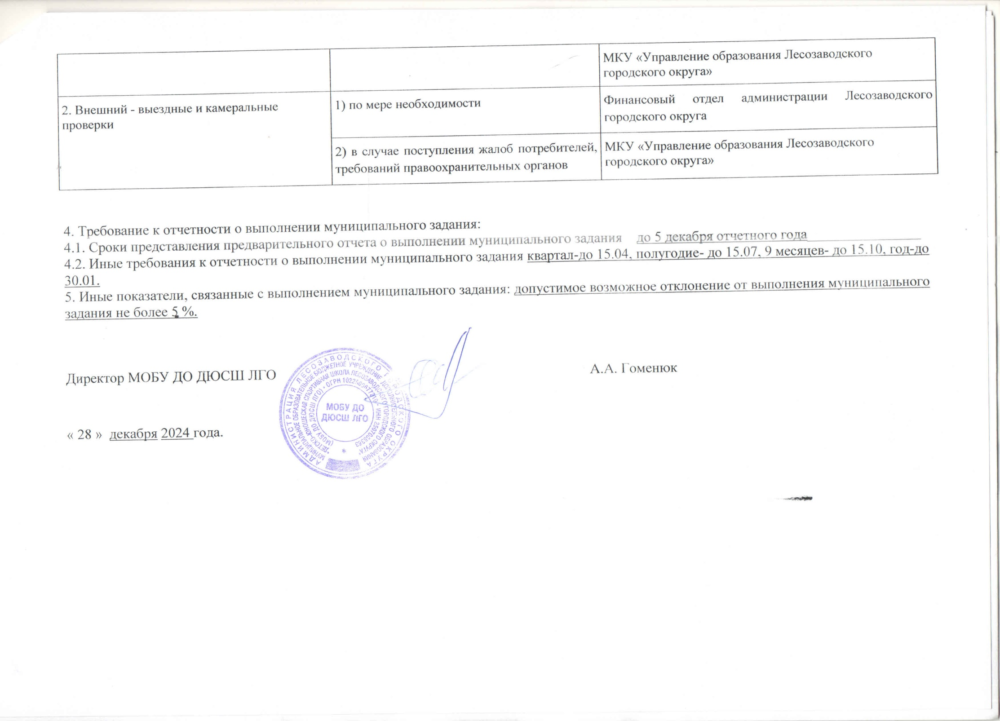 МКУ «Управление образования Лесозаводского
городского округа»
2. Внешний - выездные и камеральные
проверки
1) по мере необходимости
Финансовый отдел администрации Лесозаводского
городского округа
2) в случае поступления жалоб потребителей,
требований правоохранительных органов
МКУ «Управление образования Лесозаводского
городского округа»
4. Требование к отчетности о выполнении муниципального задания:
4.1. Сроки представления предварительного отчета о выполнении муниципального задания до 5 декабря отчетного года
4.2. Иные требования к отчетности о выполнении муниципального задания квартал-до 15.04, полугодие- до 15.07, 9 месяцев- до 15.10, год-до
30.01.
5. Иные показатели, связанные с выполнением муниципального задания: допустимое возможное отклонение от выполнения муниципального
задания не более 5 %.
Директор МОБУ ДО ДЮСШ ЛГО
А.А. Гоменюк
« 28 » декабря 2024 года.
АДМИНИСТРАЦИЯ ЛЕСОЗАВОДСКОГО ГОРОДСКОГО ОКРУГА
МУНИЦИПАЛЬНОЕ ОБРАЗОВАТЕЛЬНОЕ БЮДЖЕТНОЕ УЧРЕЖДЕНИЕ ДОПОЛНИТЕЛЬНОГО ОБРАЗОВАНИЯ
"ДЕТСКО-ЮНОШЕСКАЯ СПОРТИВНАЯ ШКОЛА ЛЕСОЗАВОДСКОГО ГОРОДСКОГО ОКРУГА"
(МОБУ ДО ДЮСШ ЛГО) • ОГРН • ИНН
МОБУ ДО
ДЮСШ ЛГО